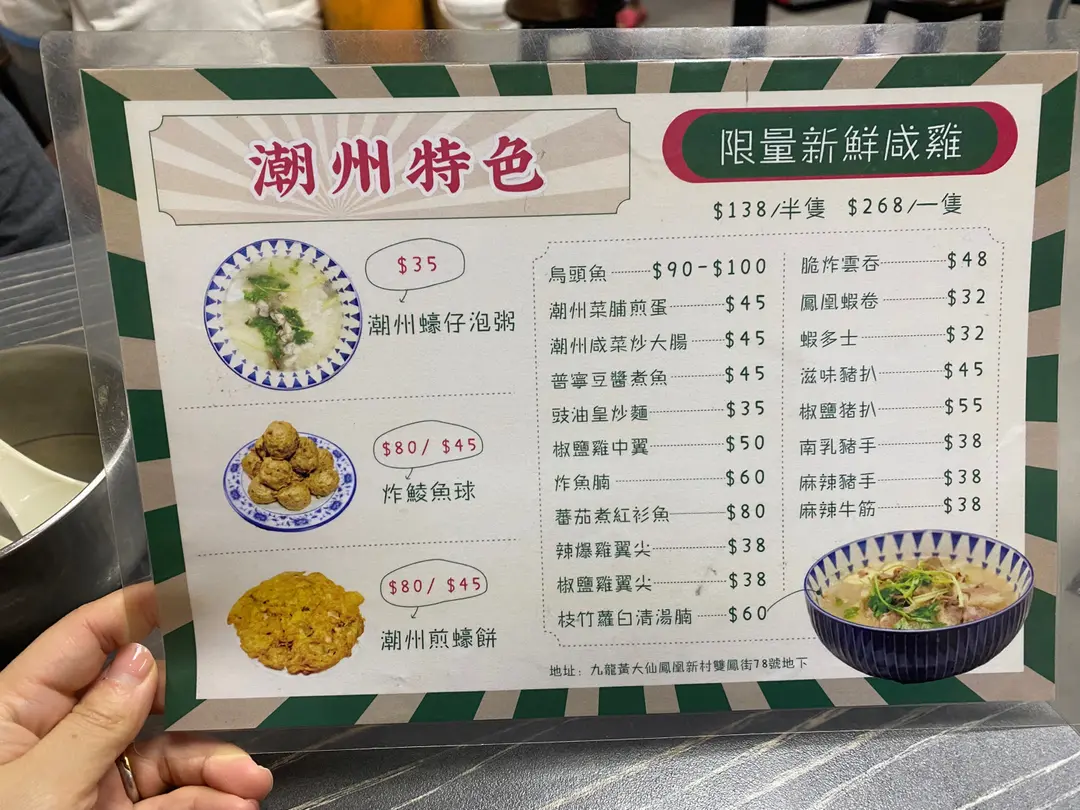 潮州特色
限量新鮮咸雞
$138/半隻 $268/一隻
$35
潮州蠔仔泡粥
$80/ $45
炸鯪魚球
$80/ $45
潮州煎蠔餅
烏頭魚 $90-$100
潮州菜脯煎蛋 $45
潮州咸菜炒大腸 $45
普寧豆醬煮魚 $45
豉油皇炒麵 $35
椒鹽雞中翼 $50
炸魚腩 $60
蕃茄煮紅衫魚 $80
辣爆雞翼尖 $38
椒鹽雞翼尖 $38
枝竹蘿白清湯腩 $60
脆炸雲吞 $48
鳳凰蝦卷 $32
蝦多士 $32
滋味豬扒 $45
椒鹽猪扒 $55
南乳豬手 $38
麻辣豬手 $38
麻辣牛筋 $38
地址：九龍黃大仙鳳凰新村雙鳳街78號地下